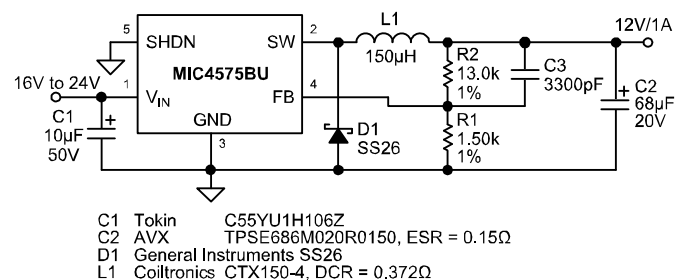 L1
150µH
12V/1A
5
SHDN
SW
2
MIC4575BU
16V to 24V
1
VIN
FB
4
GND
3
C1
10µF
50V
+
D1
SS26
R2
13.0k
1%
R1
1.50k
1%
C3
3300pF
+
C2
68µF
20V
C1 Tokin C55YU1H106Z
C2 AVX TPSE686M020R0150, ESR = 0.15Ω
D1 General Instruments SS26
L1 Coiltronics CTX150-4, DCR = 0.372Ω